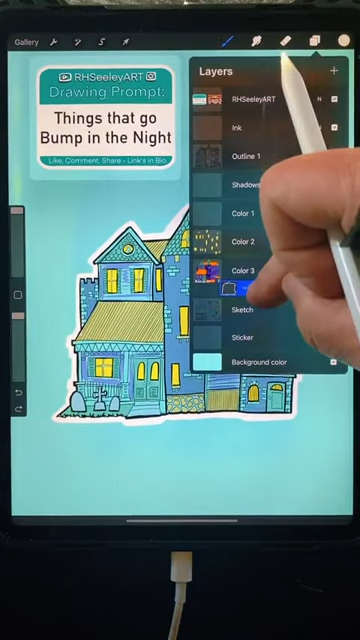 Gallery
RHSeeleyART
Drawing Prompt:
Things that go
Bump in the Night
Like, Comment, Share - Link's in Bio
Layers
RHSeeleyART N
Ink
Outline 1
Shadows
Color 1
Color 2
Color 3
Sketch
Sticker
Background color